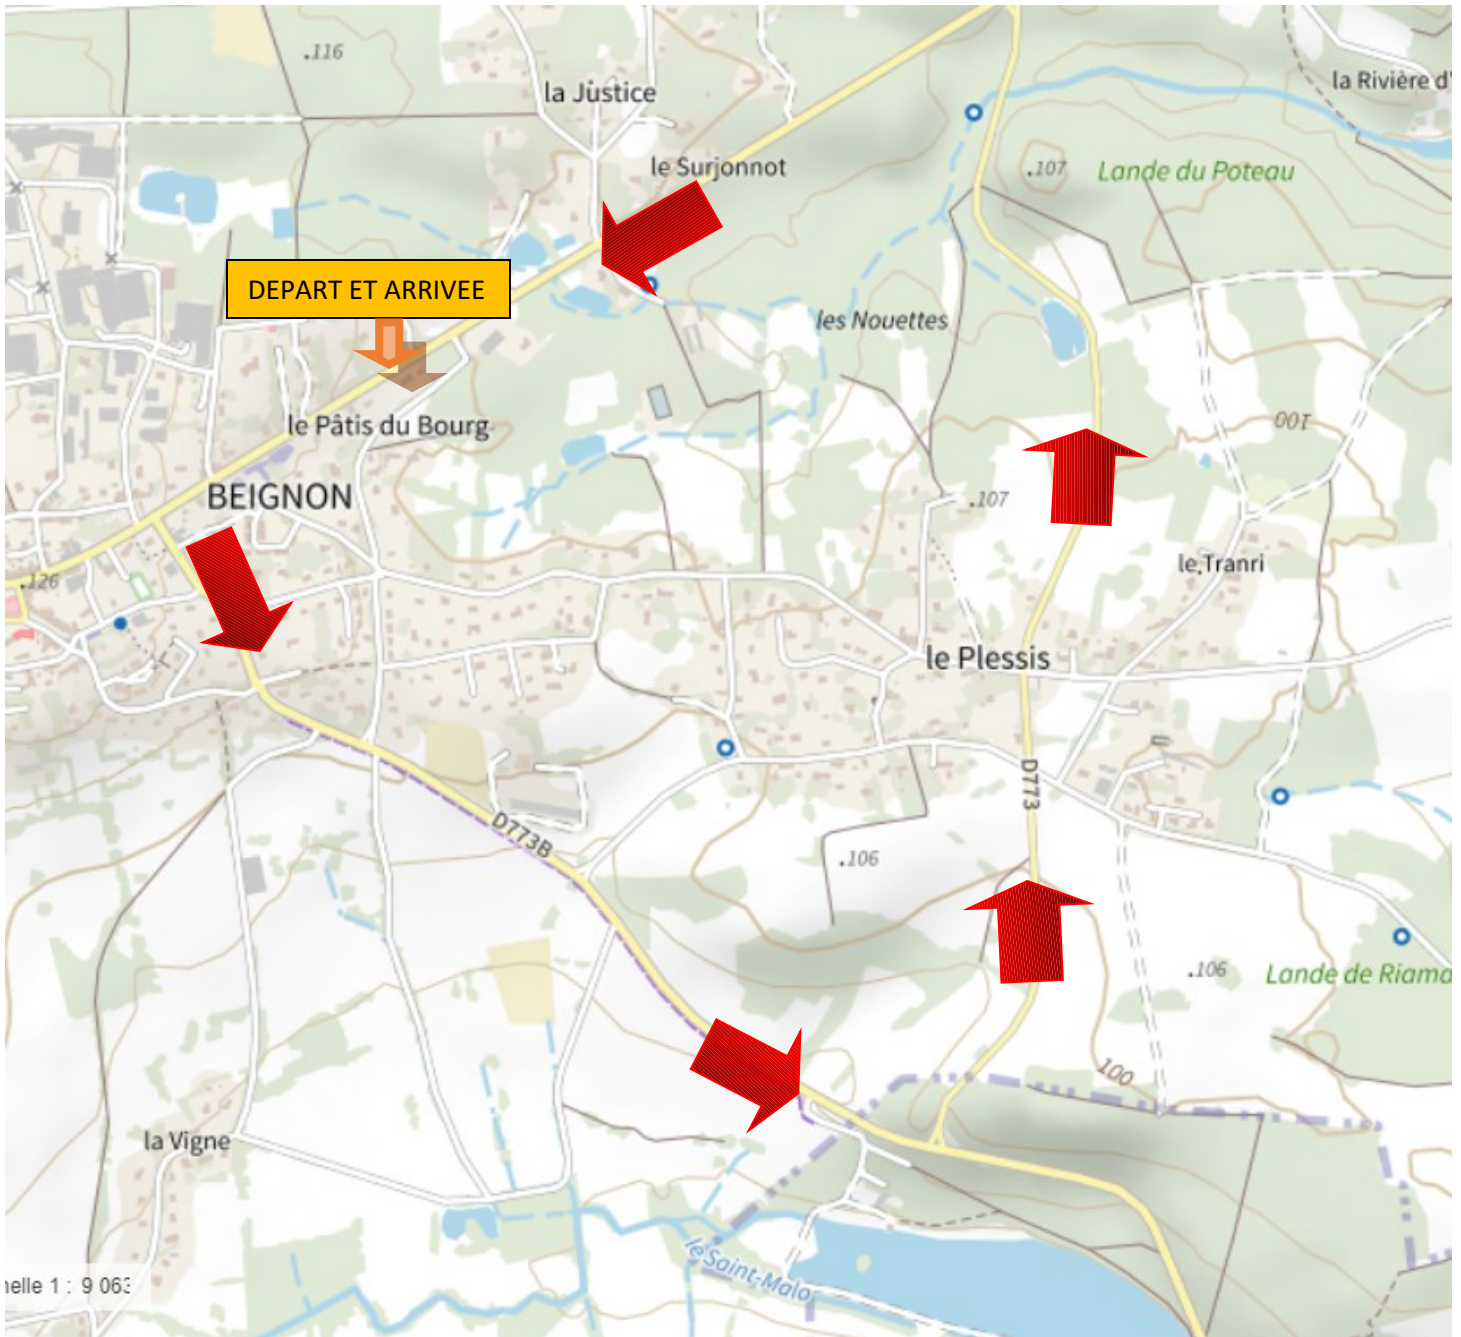 .116
la Justice
la Rivière d'
le Surjonnot
.107
Lande du Poteau
DEPART ET ARRIVEE
les Nouettes
le Pâtis du Bourg
100
BEIGNON
.107
.126
le Tranri
le Plessis
D773
D773B
.106
.106
Lande de Riama
100
la Vigne
le Saint-Malo
elle 1 : 9 063